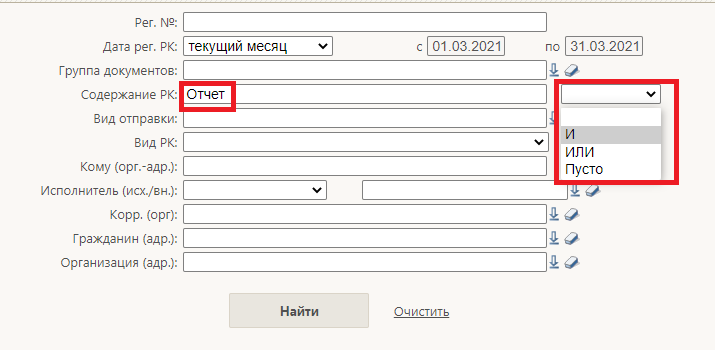 Рег. №:
Дата рег. РК: текущий месяц с 01.03.2021 по 31.03.2021
Группа документов:
Содержание РК: Отчет
Вид отправки:
И
Вид РК:
ИЛИ
Кому (орг.-адр.):
Пусто
Исполнитель (исх./вн.):
Корр. (орг):
Гражданин (адр.):
Организация (адр.):
Найти Очистить